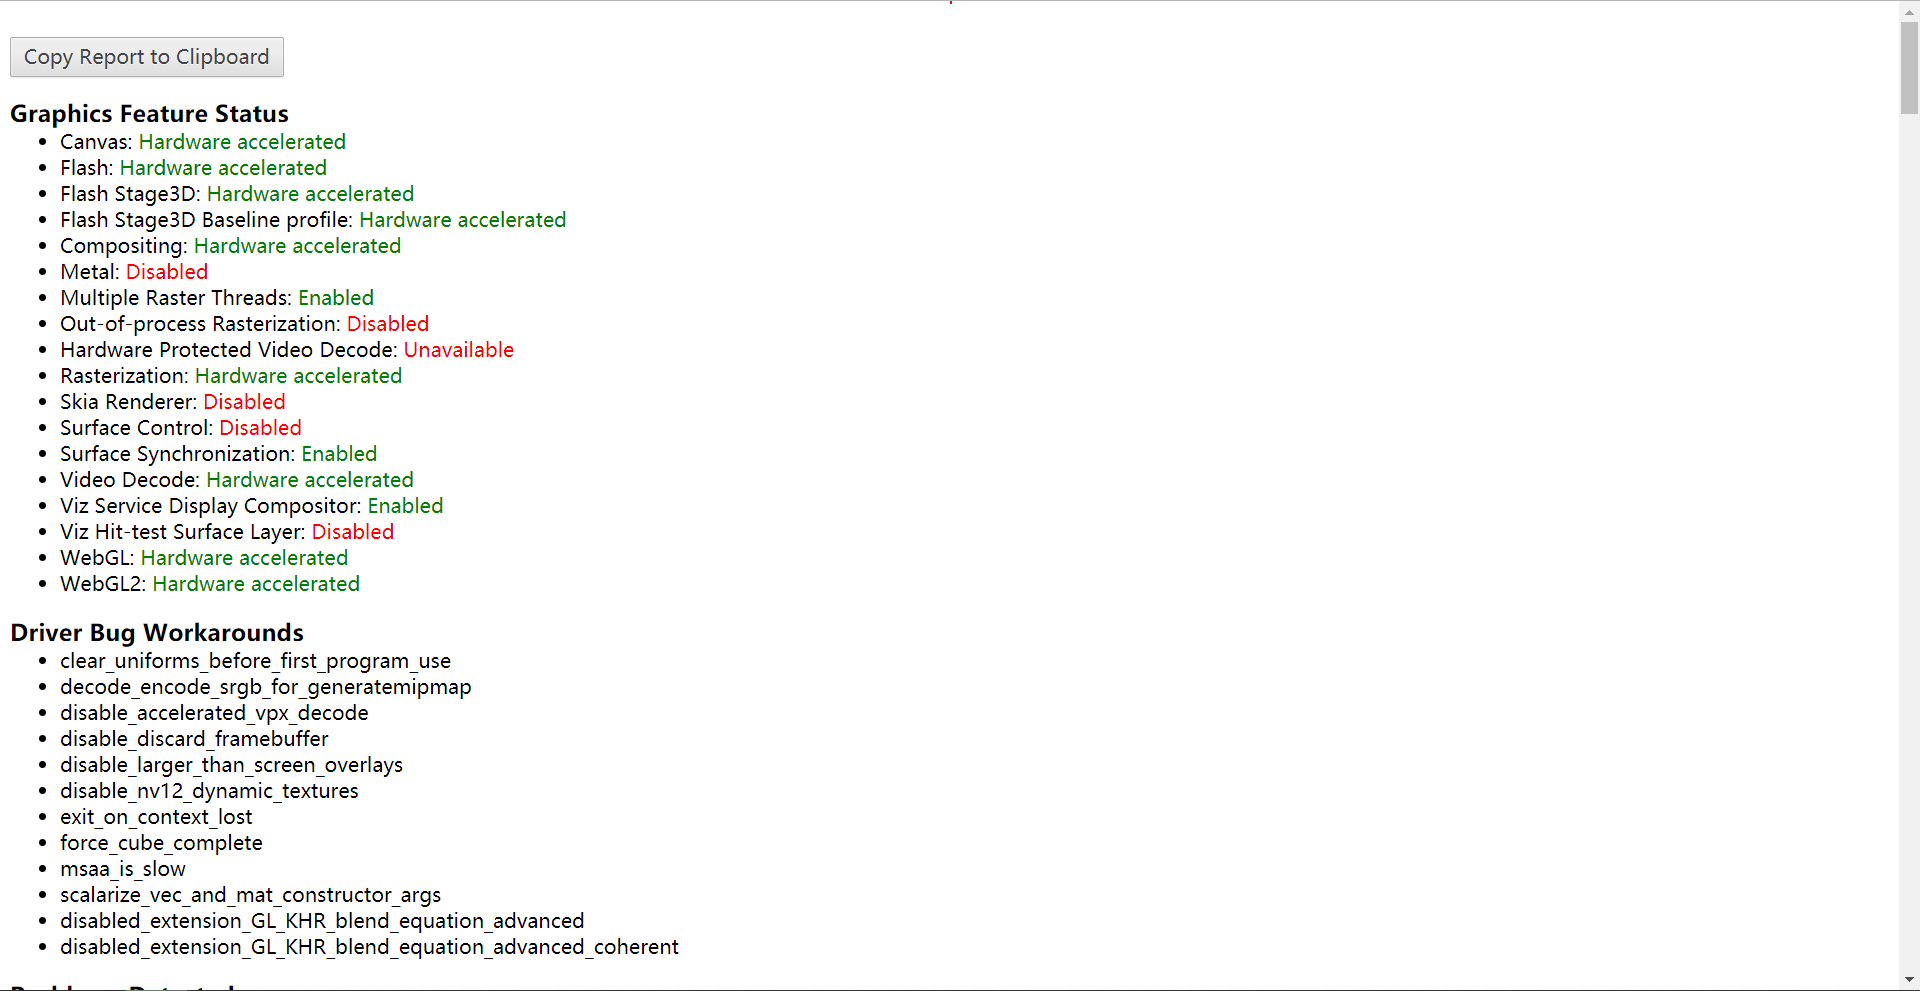 Copy Report to Clipboard
Graphics Feature Status
Canvas: Hardware accelerated
Flash: Hardware accelerated
Flash Stage3D: Hardware accelerated
Flash Stage3D Baseline profile: Hardware accelerated
Compositing: Hardware accelerated
Metal: Disabled
Multiple Raster Threads: Enabled
Out-of-process Rasterization: Disabled
Hardware Protected Video Decode: Unavailable
Rasterization: Hardware accelerated
Skia Renderer: Disabled
Surface Control: Disabled
Surface Synchronization: Enabled
Video Decode: Hardware accelerated
Viz Service Display Compositor: Enabled
Viz Hit-test Surface Layer: Disabled
WebGL: Hardware accelerated
WebGL2: Hardware accelerated
Driver Bug Workarounds
clear_uniforms_before_first_program_use
decode_encode_srgb_for_generatemipmap
disable_accelerated_vpx_decode
disable_discard_framebuffer
disable_larger_than_screen_overlays
disable_nv12_dynamic_textures
exit_on_context_lost
force_cube_complete
msaa_is_slow
scalarize_vec_and_mat_constructor_args
disabled_extension_GL_KHR_blend_equation_advanced
disabled_extension_GL_KHR_blend_equation_advanced_coherent